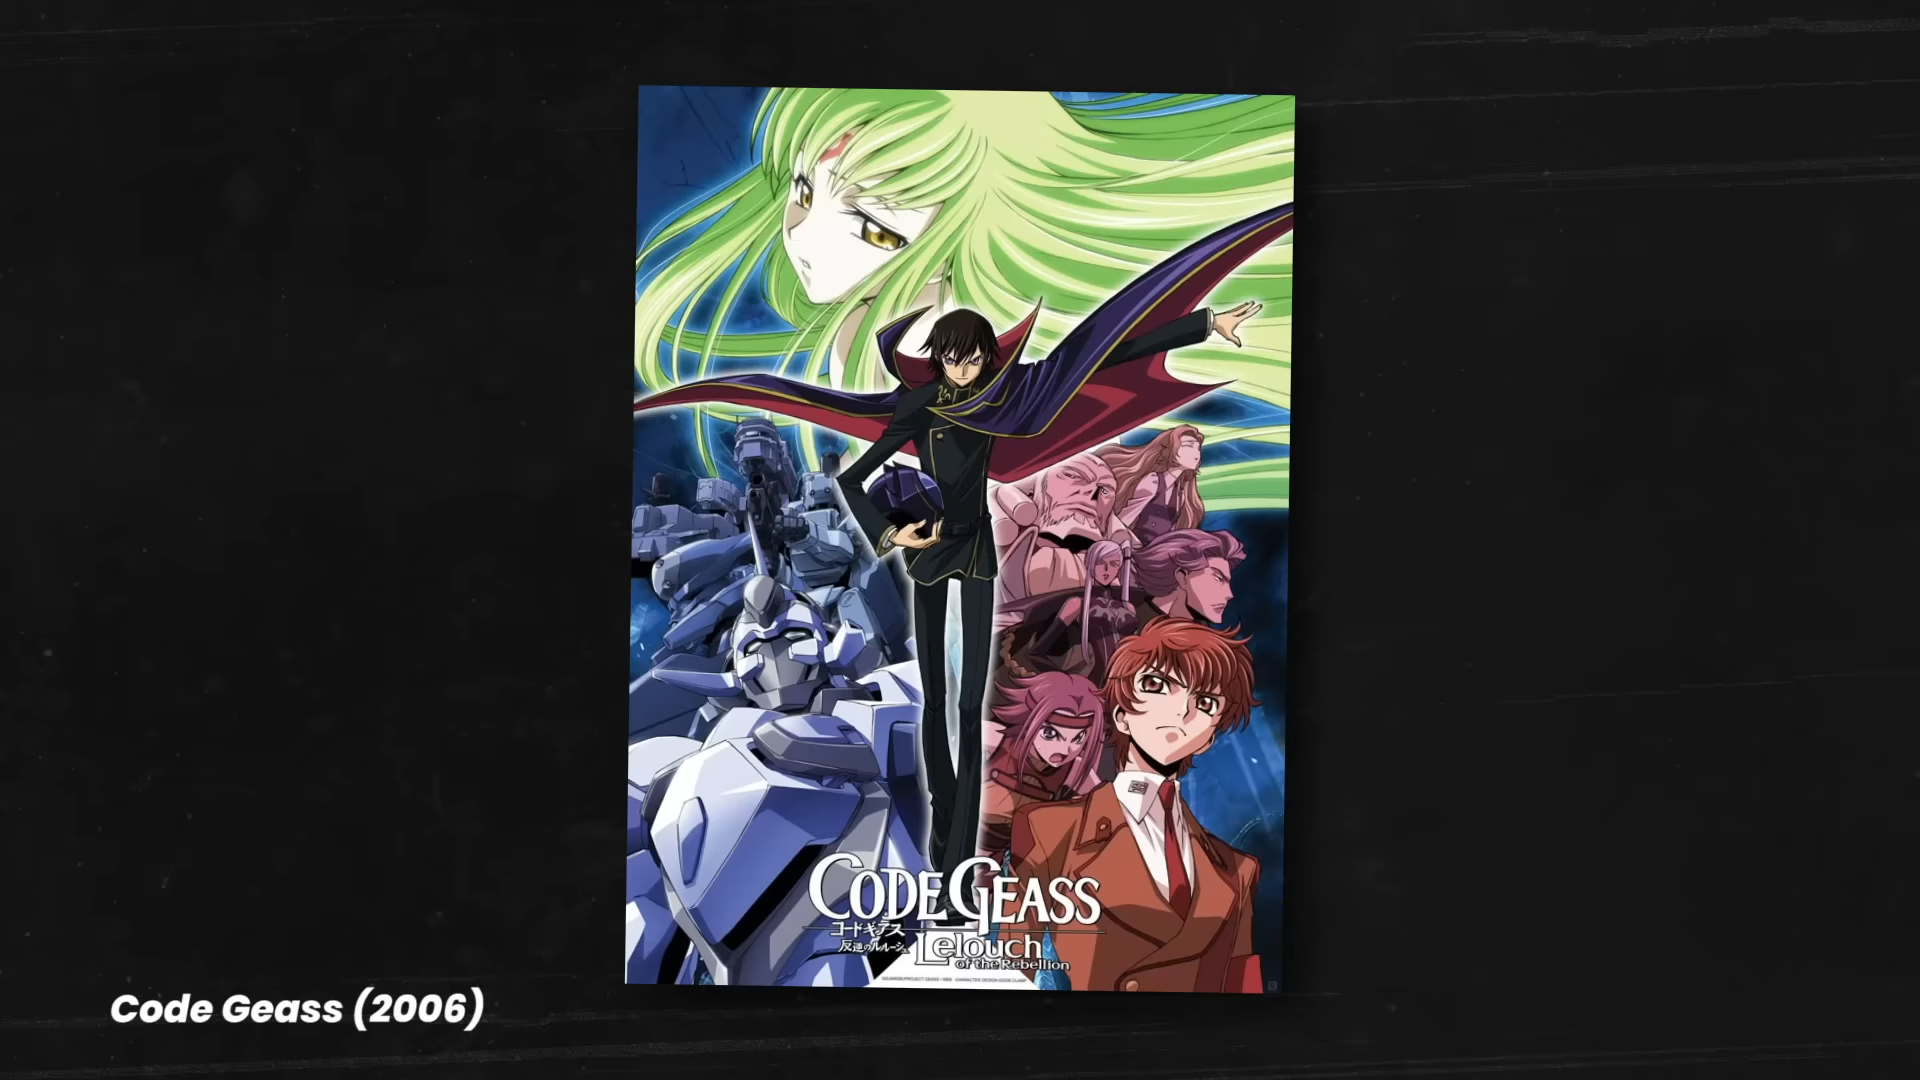 CODE GEASS
コードギアス
反逆のルルーシュ
Lelouch
of the Rebellion
Code Geass (2006)